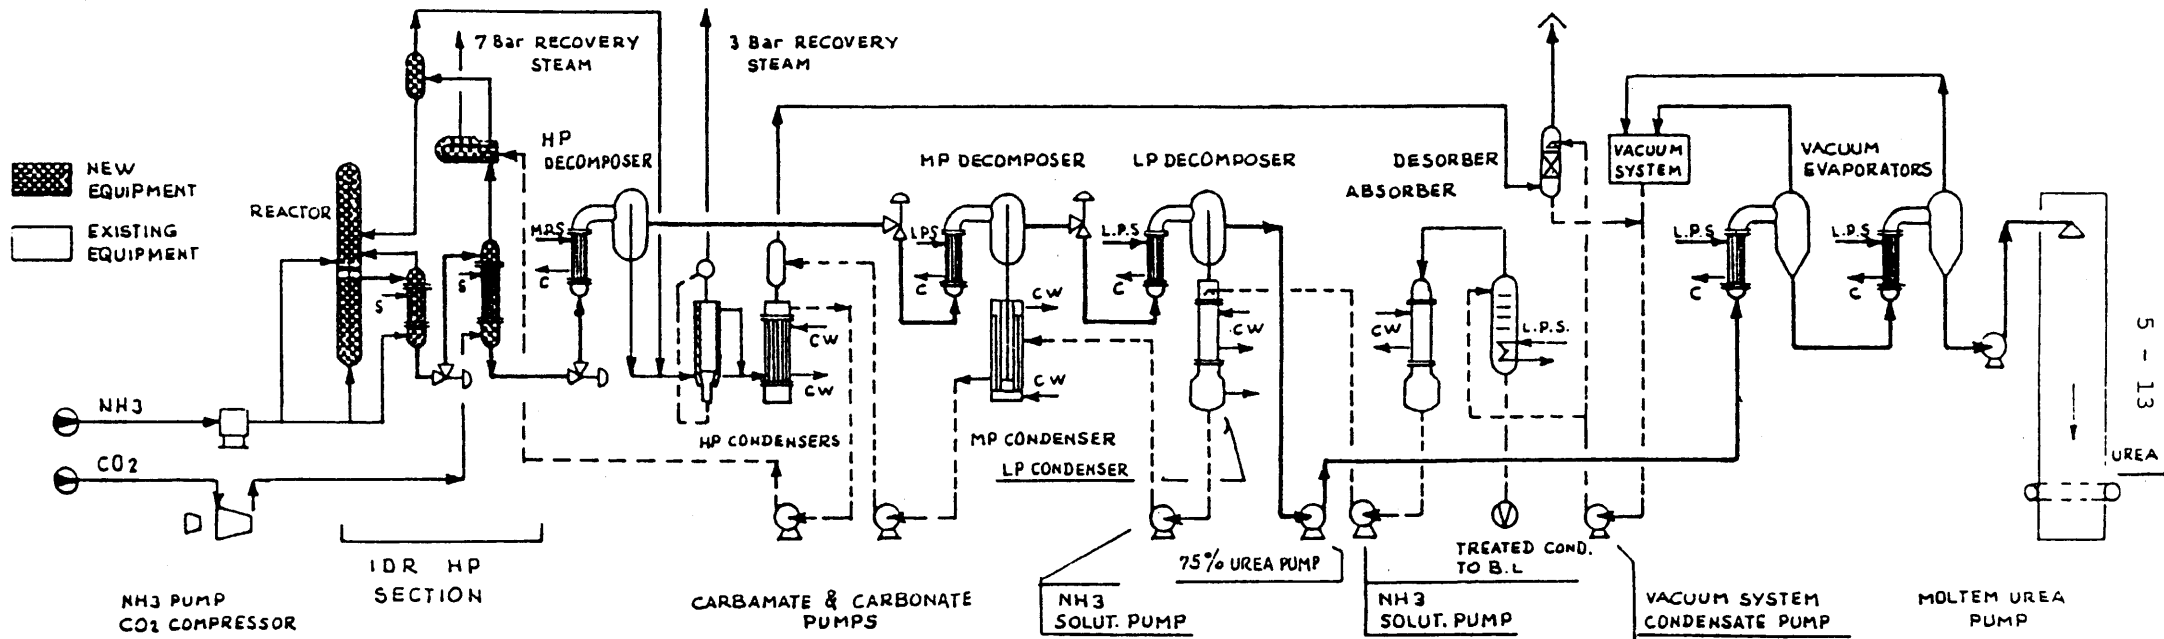 7 Bar RECOVERY
STEAM
3 Bar RECOVERY
STEAM
NEW
EQUIPMENT
EXISTING
EQUIPMENT
REACTOR
HP
DECOMPOSER
MP DECOMPOSER
LP DECOMPOSER
DESORBER
ABSORBER
VACUUM
SYSTEM
VACUUM
EVAPORATORS
M.P.S
C
S
S
L.P.S
C
L.P.S
C
L.P.S
C
L.P.S
C
CW
CW
CW
CW
CW
CW
L.P.S.
NH3
CO2
HP CONDENSERS
MP CONDENSER
LP CONDENSER
UREA
5-13
IDR HP
SECTION
NH3 PUMP
CO2 COMPRESSOR
CARBAMATE & CARBONATE
PUMPS
NH3
SOLUT. PUMP
75% UREA PUMP
NH3
SOLUT. PUMP
TREATED COND.
TO B.L
VACUUM SYSTEM
CONDENSATE PUMP
MOLTEM UREA
PUMP